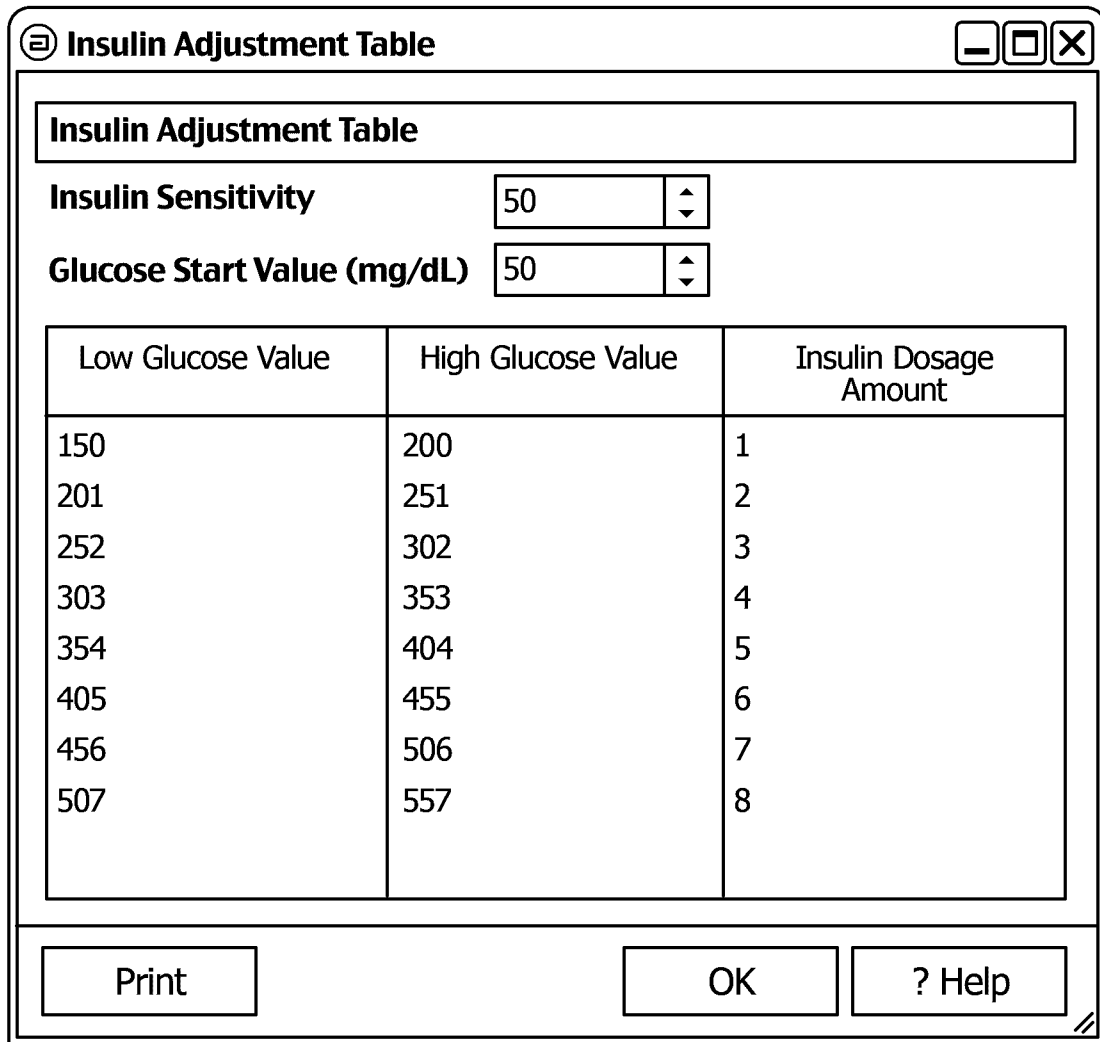 Insulin Adjustment Table
Insulin Adjustment Table
Insulin Sensitivity 50
Glucose Start Value (mg/dL) 50
Low Glucose Value High Glucose Value Insulin Dosage
Amount
150 200 1
201 251 2
252 302 3
303 353 4
354 404 5
405 455 6
456 506 7
507 557 8
Print OK ? Help